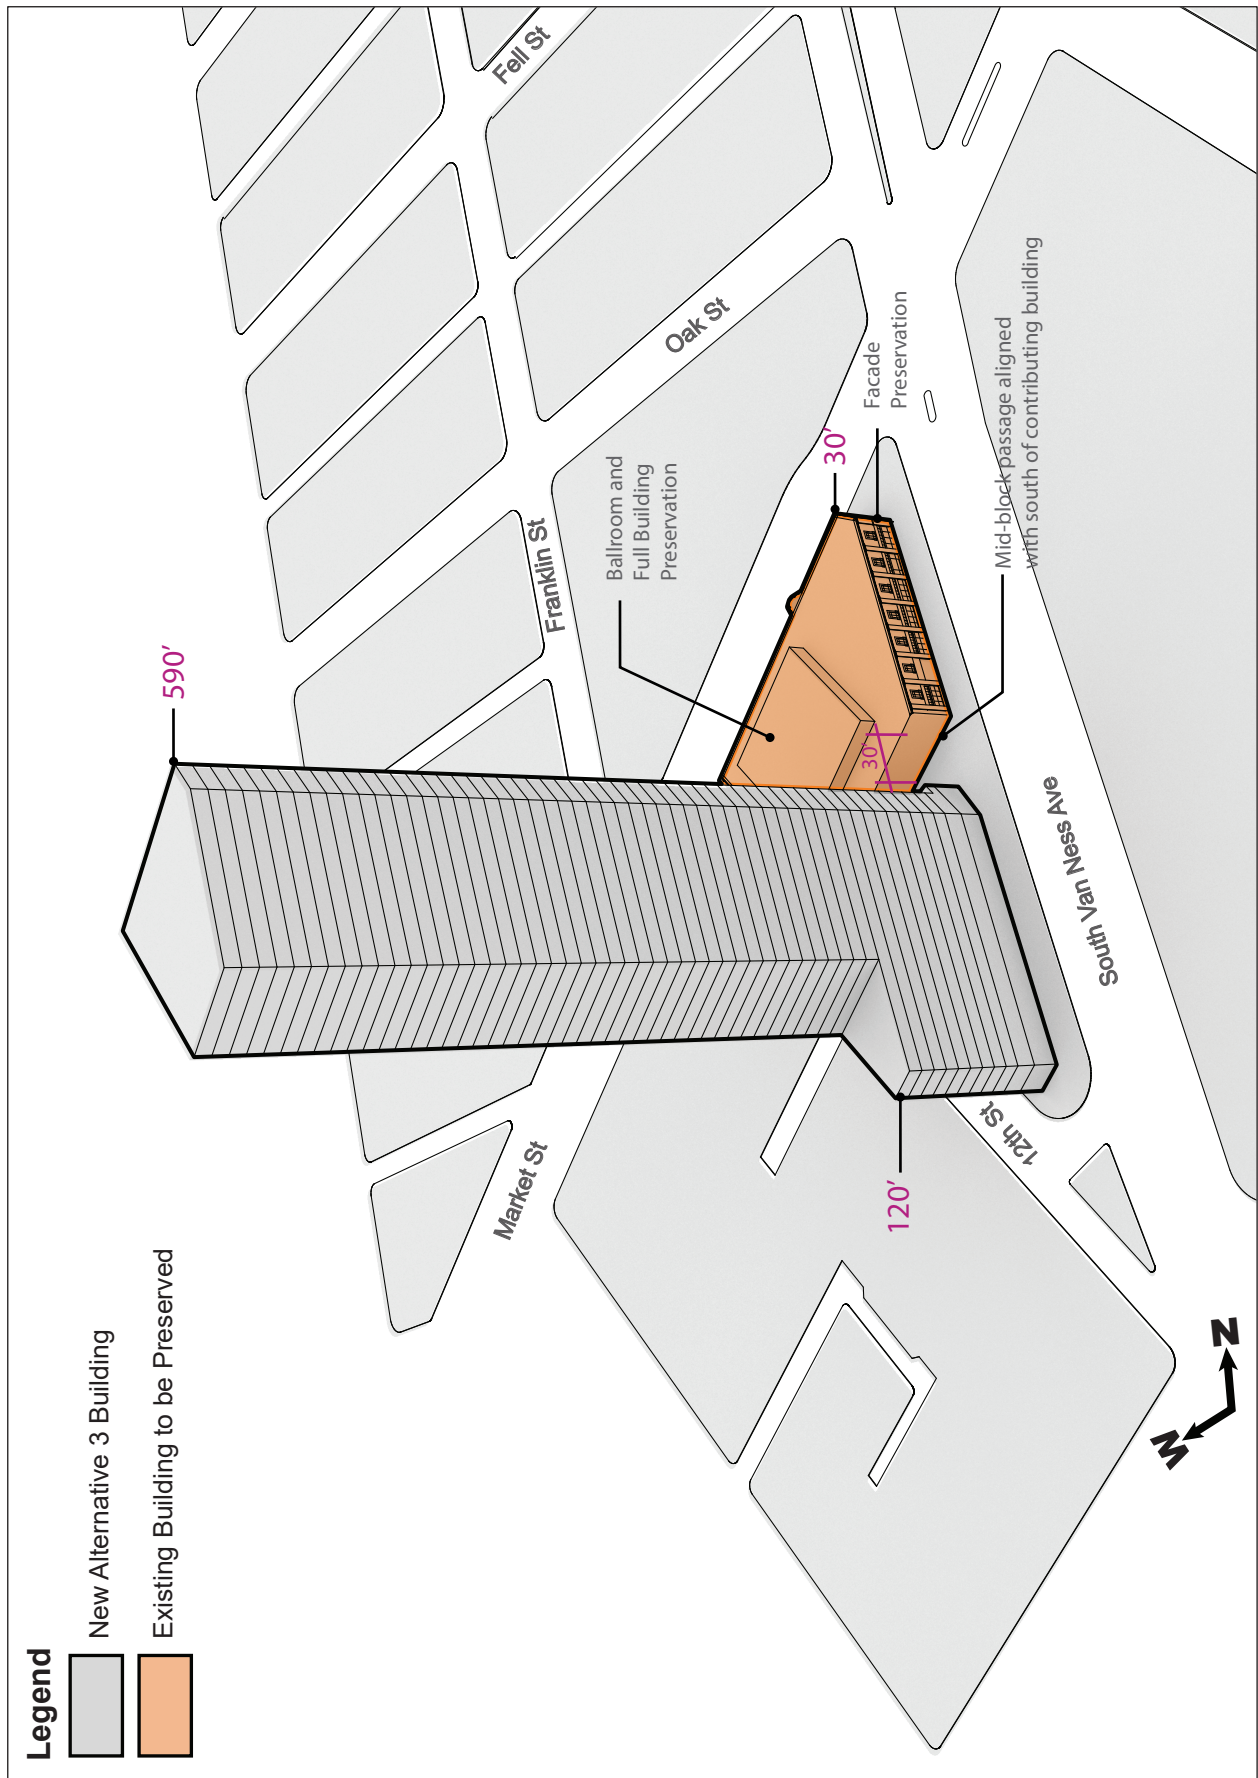 Legend
New Alternative 3 Building
Existing Building to be Preserved
590’
Fell St
Franklin St
Oak St
Market St
Ballroom and
Full Building
Preservation
30’
Facade
Preservation
30’
Mid-block passage aligned
with south of contributing building
120’
12th St
South Van Ness Ave
W
N